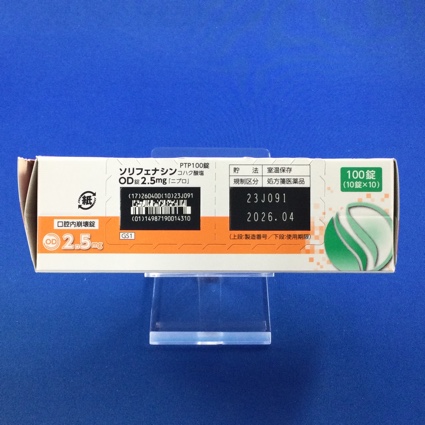 紙
ソリフェナシン コハク酸塩 PTP100錠
OD錠2.5mg「ニプロ」
(17)260400(10)23J091
(01)14987190014310
GS1
口腔内崩壊錠
OD 2.5mg
貯法 室温保存
規制区分 処方箋医薬品
23J091
2026.04
(上段:製造番号/下段:使用期限)
100錠
(10錠×10)